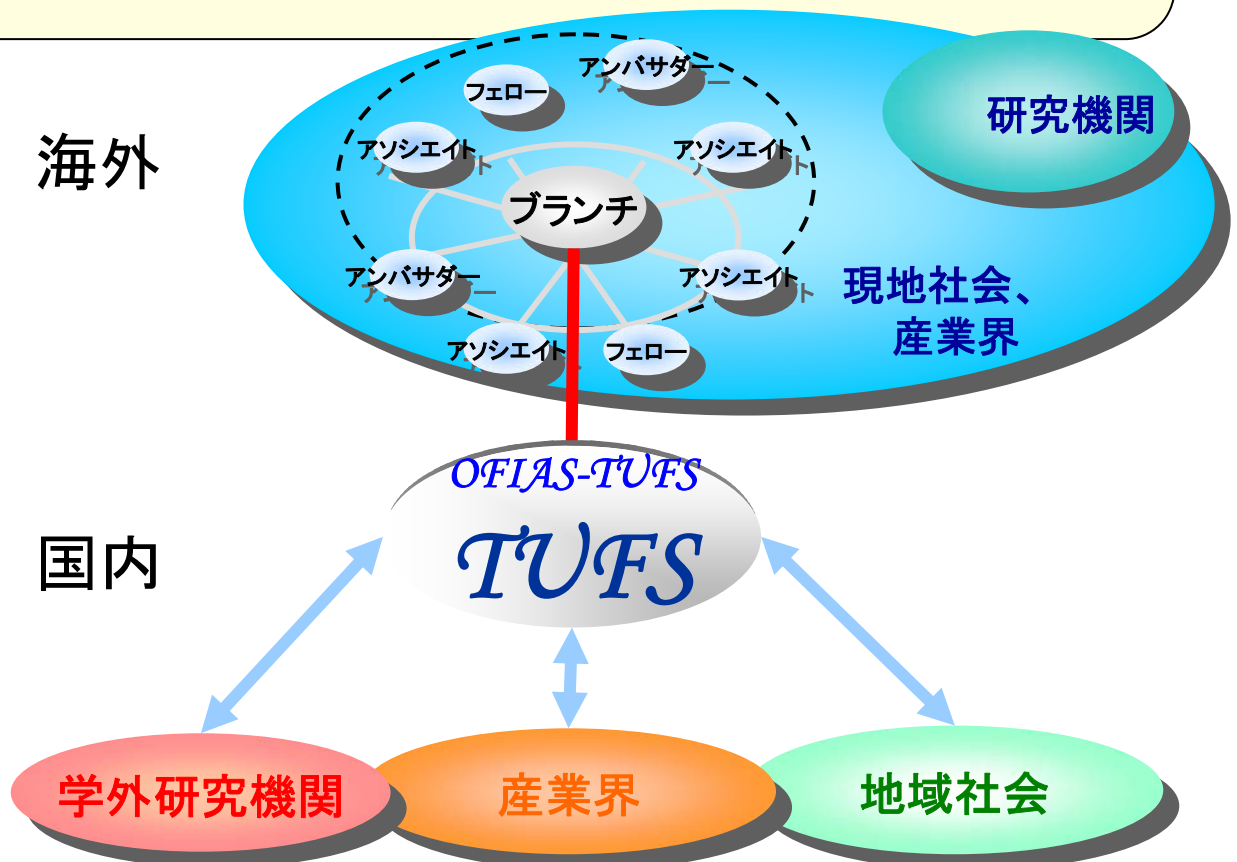 海外
アンバサダー
フェロー
アソシエイト
アソシエイト
ブランチ
アンバサダー
アソシエイト
アソシエイト
フェロー
研究機関
現地社会、
産業界
国内
OFIAS-TUFS
TUFS
学外研究機関
産業界
地域社会